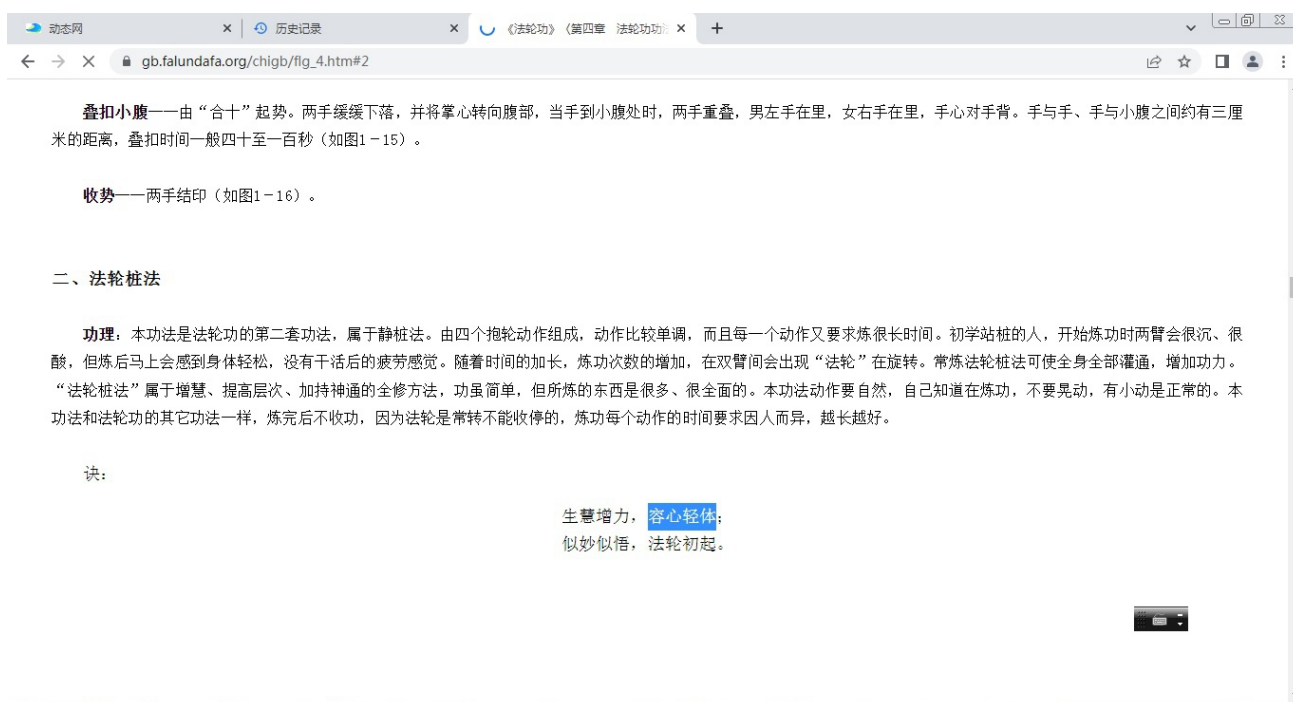 动态网
历史记录
《法轮功》〈第四章 法轮功功法
gb.falundafa.org/chigb/flg_4.htm#2
叠扣小腹——由“合十”起势。两手缓缓下落，并将掌心转向腹部，当手到小腹处时，两手重叠，男左手在里，女右手在里，手心对手背。手与手、手与小腹之间约有三厘
米的距离，叠扣时间一般四十至一百秒（如图1－15）。
收势——两手结印（如图1－16）。
二、法轮桩法
功理：本功法是法轮功的第二套功法，属于静桩法。由四个抱轮动作组成，动作比较单调，而且每一个动作又要求炼很长时间。初学站桩的人，开始炼功时两臂会很沉、很
酸，但炼后马上会感到身体轻松，没有干活后的疲劳感觉。随着时间的加长，炼功次数的增加，在双臂间会出现“法轮”在旋转。常炼法轮桩法可使全身全部灌通，增加功力。
“法轮桩法”属于增慧、提高层次、加持神通的全修方法，功虽简单，但所炼的东西是很多、很全面的。本功法动作要自然，自己知道在炼功，不要晃动，有小动是正常的。本
功法和法轮功的其它功法一样，炼完后不收功，因为法轮是常转不能收停的，炼功每个动作的时间要求因人而异，越长越好。
诀：
生慧增力，容心轻体；
似妙似悟，法轮初起。